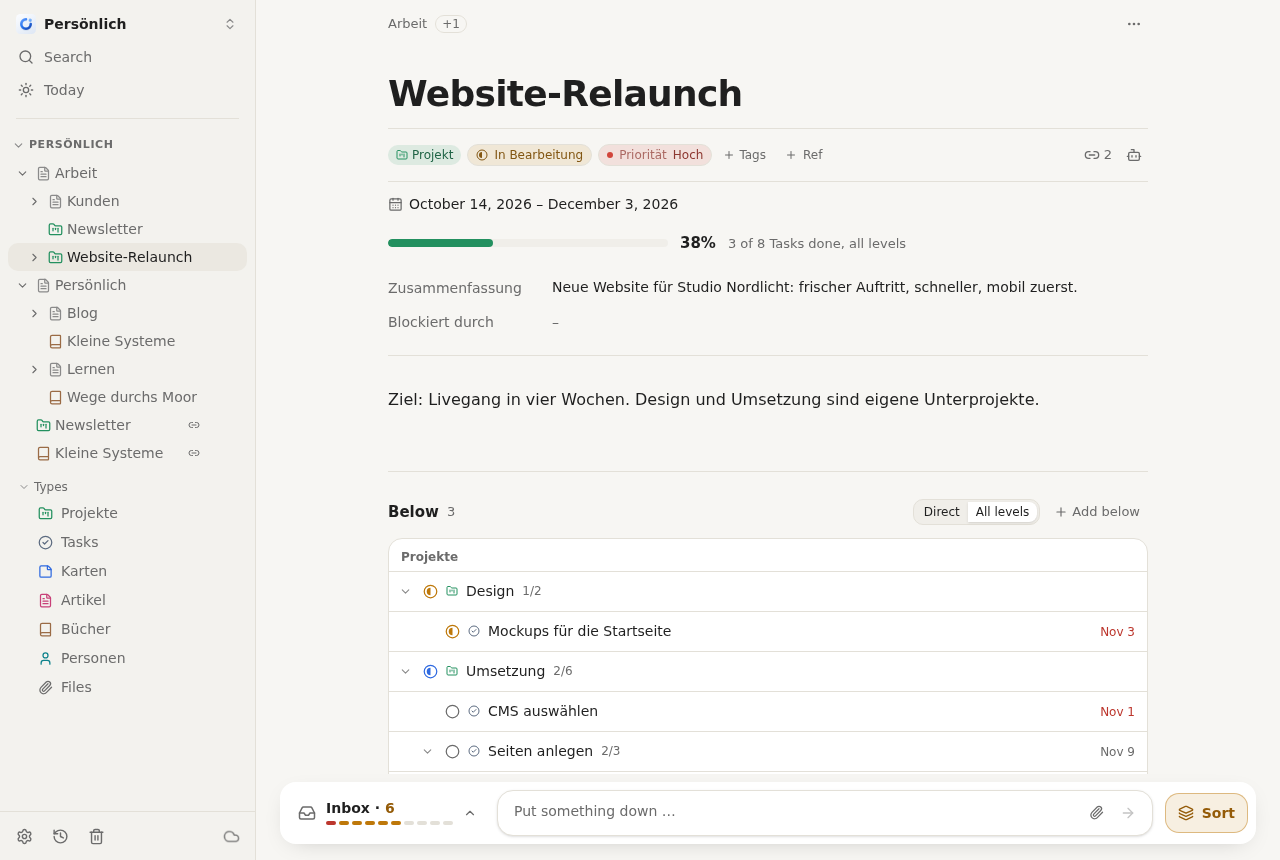 Persönlich
Search
Today
PERSÖNLICH
Arbeit
Kunden
Newsletter
Website-Relaunch
Persönlich
Blog
Kleine Systeme
Lernen
Wege durchs Moor
Newsletter
Kleine Systeme
Types
Projekte
Tasks
Karten
Artikel
Bücher
Personen
Files
Arbeit +1
Website-Relaunch
Projekt In Bearbeitung Priorität Hoch + Tags + Ref 2
October 14, 2026 – December 3, 2026
38% 3 of 8 Tasks done, all levels
Zusammenfassung Neue Website für Studio Nordlicht: frischer Auftritt, schneller, mobil zuerst.
Blockiert durch –
Ziel: Livegang in vier Wochen. Design und Umsetzung sind eigene Unterprojekte.
Below 3 Direct All levels + Add below
Projekte
Design 1/2
Mockups für die Startseite Nov 3
Umsetzung 2/6
CMS auswählen Nov 1
Seiten anlegen 2/3 Nov 9
Inbox · 6 Put something down … Sort